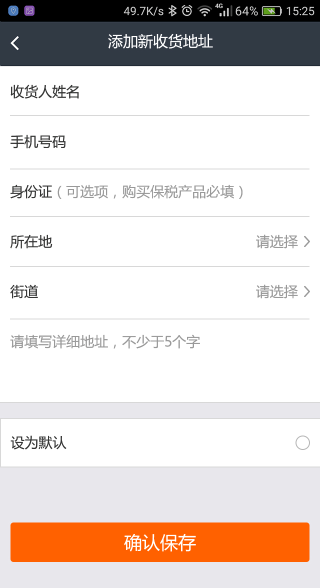 49.7K/s 4G 64% 15:25
添加新收货地址
收货人姓名
手机号码
身份证（可选项，购买保税产品必填）
所在地 请选择
街道 请选择
请填写详细地址，不少于5个字
设为默认
确认保存